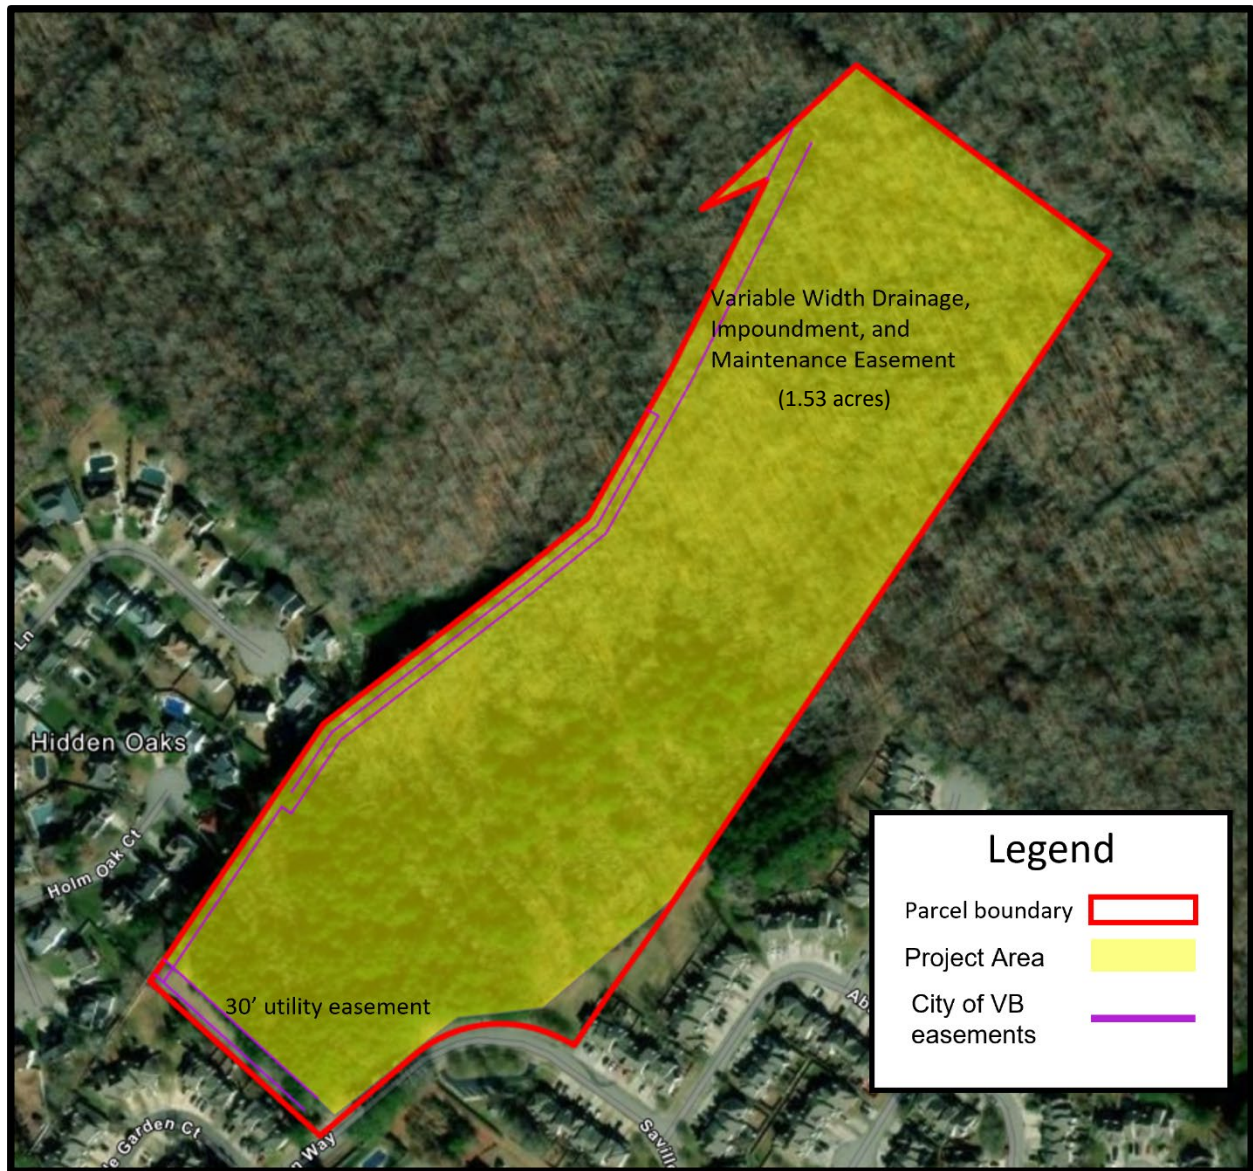 Variable Width Drainage,
Impoundment, and
Maintenance Easement
(1.53 acres)
Ln
Hidden Oaks
Holm Oak Ct
30' utility easement
Garden Ct
Way
Legend
Parcel boundary
Project Area
City of VB
easements